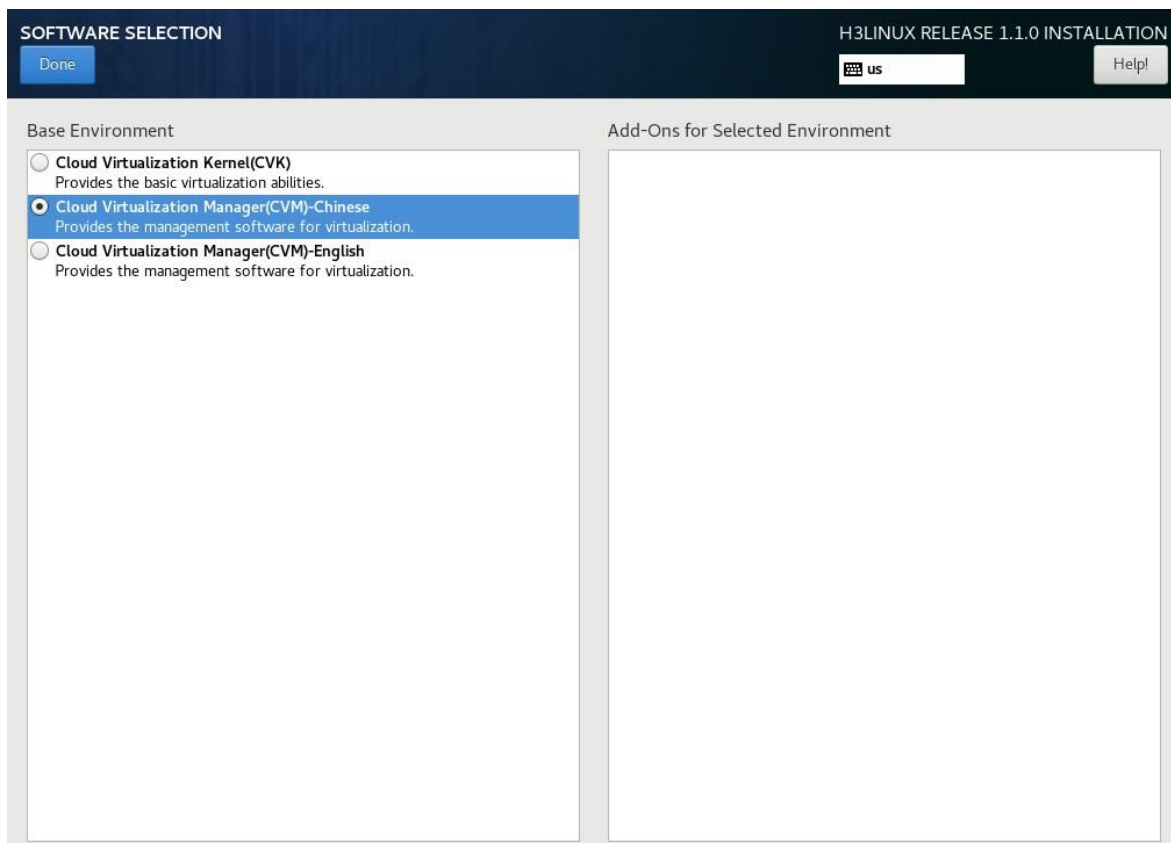 SOFTWARE SELECTION
Done
H3LINUX RELEASE 1.1.0 INSTALLATION
us
Help!
Base Environment
Cloud Virtualization Kernel(CVK)
Provides the basic virtualization abilities.
Cloud Virtualization Manager(CVM)-Chinese
Provides the management software for virtualization.
Cloud Virtualization Manager(CVM)-English
Provides the management software for virtualization.
Add-Ons for Selected Environment